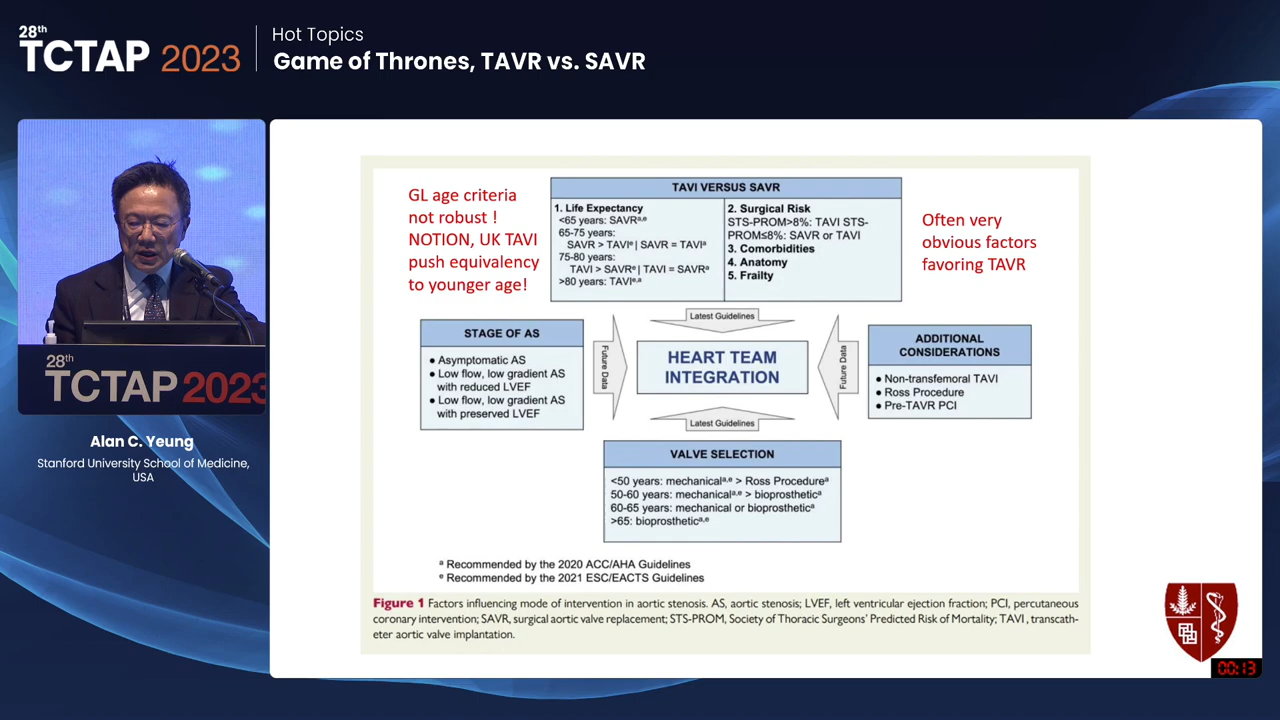 28th
TCTAP 2023
Hot Topics
Game of Thrones, TAVR vs. SAVR
28th
TCTAP 2023
Alan C. Yeung
Stanford University School of Medicine,
USA
GL age criteria
not robust !
NOTION, UK TAVI
push equivalency
to younger age!
TAVI VERSUS SAVR
1. Life Expectancy
<65 years: SAVRᵃ,ᵉ
65-75 years:
SAVR > TAVIᵉ | SAVR = TAVIᵃ
75-80 years:
TAVI > SAVRᵉ | TAVI = SAVRᵃ
>80 years: TAVIᵉ,ᵃ
2. Surgical Risk
STS-PROM>8%: TAVI STS-
PROM≤8%: SAVR or TAVI
3. Comorbidities
4. Anatomy
5. Frailty
Often very
obvious factors
favoring TAVR
Latest Guidelines
STAGE OF AS
● Asymptomatic AS
● Low flow, low gradient AS
with reduced LVEF
● Low flow, low gradient AS
with preserved LVEF
Future Data
HEART TEAM
INTEGRATION
Future Data
ADDITIONAL
CONSIDERATIONS
● Non-transfemoral TAVI
● Ross Procedure
● Pre-TAVR PCI
Latest Guidelines
VALVE SELECTION
<50 years: mechanicalᵃ,ᵉ > Ross Procedureᵃ
50-60 years: mechanicalᵃ,ᵉ > bioprostheticᵃ
60-65 years: mechanical or bioprostheticᵃ
>65: bioprostheticᵃ,ᵉ
ᵃ Recommended by the 2020 ACC/AHA Guidelines
ᵉ Recommended by the 2021 ESC/EACTS Guidelines
Figure 1 Factors influencing mode of intervention in aortic stenosis. AS, aortic stenosis; LVEF, left ventricular ejection fraction; PCI, percutaneous
coronary intervention; SAVR, surgical aortic valve replacement; STS-PROM, Society of Thoracic Surgeons' Predicted Risk of Mortality; TAVI , transcath-
eter aortic valve implantation.
00:13